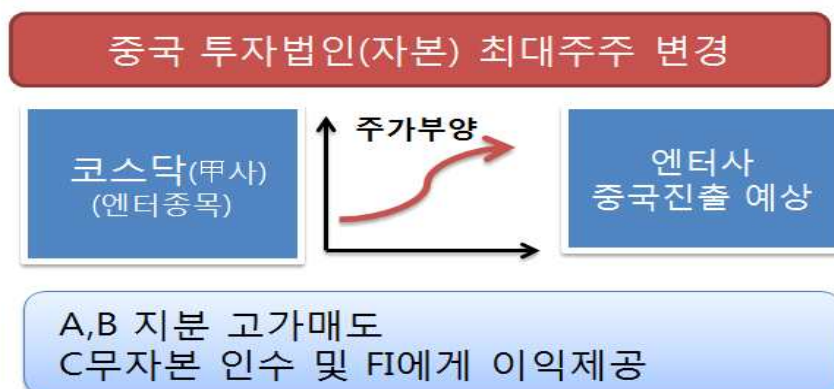 중국 투자법인(자본) 최대주주 변경
코스닥(甲사)
(엔터종목)
주가부양
엔터사
중국진출 예상
A,B 지분 고가매도
C무자본 인수 및 FI에게 이익제공